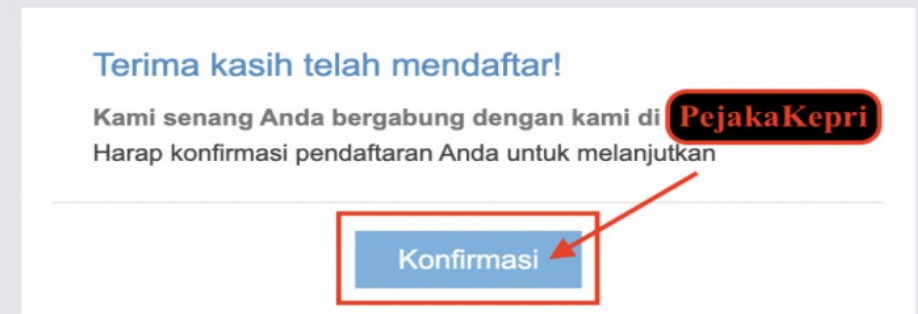 Terima kasih telah mendaftar!
Kami senang Anda bergabung dengan kami di PejakaKepri
Harap konfirmasi pendaftaran Anda untuk melanjutkan
Konfirmasi